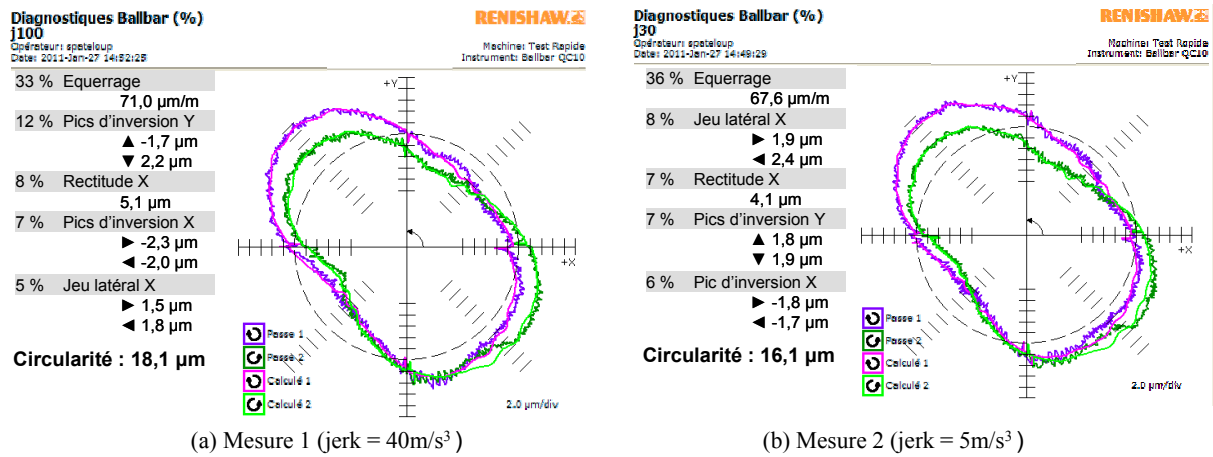 Diagnostiques Ballbar (%)
j100
Opérateur: spateloup
Date: 2011-Jan-27 14:52:25
RENISHAW
Machine: Test Rapide
Instrument: Ballbar QC10
33 % Equerrage
71,0 µm/m
12 % Pics d'inversion Y
▲ -1,7 µm
▼ 2,2 µm
8 % Rectitude X
5,1 µm
7 % Pics d'inversion X
► -2,3 µm
◄ -2,0 µm
5 % Jeu latéral X
► 1,5 µm
◄ 1,8 µm
Circularité : 18,1 µm
+Y
+X
Passe 1
Passe 2
Calculé 1
Calculé 2
2.0 µm/div
(a) Mesure 1 (jerk = 40m/s³ )
Diagnostiques Ballbar (%)
j30
Opérateur: spateloup
Date: 2011-Jan-27 14:49:29
RENISHAW
Machine: Test Rapide
Instrument: Ballbar QC10
36 % Equerrage
67,6 µm/m
8 % Jeu latéral X
► 1,9 µm
◄ 2,4 µm
7 % Rectitude X
4,1 µm
7 % Pics d'inversion Y
▲ 1,8 µm
▼ 1,9 µm
6 % Pic d'inversion X
► -1,8 µm
◄ -1,7 µm
Circularité : 16,1 µm
+Y
+X
Passe 1
Passe 2
Calculé 1
Calculé 2
2.0 µm/div
(b) Mesure 2 (jerk = 5m/s³ )